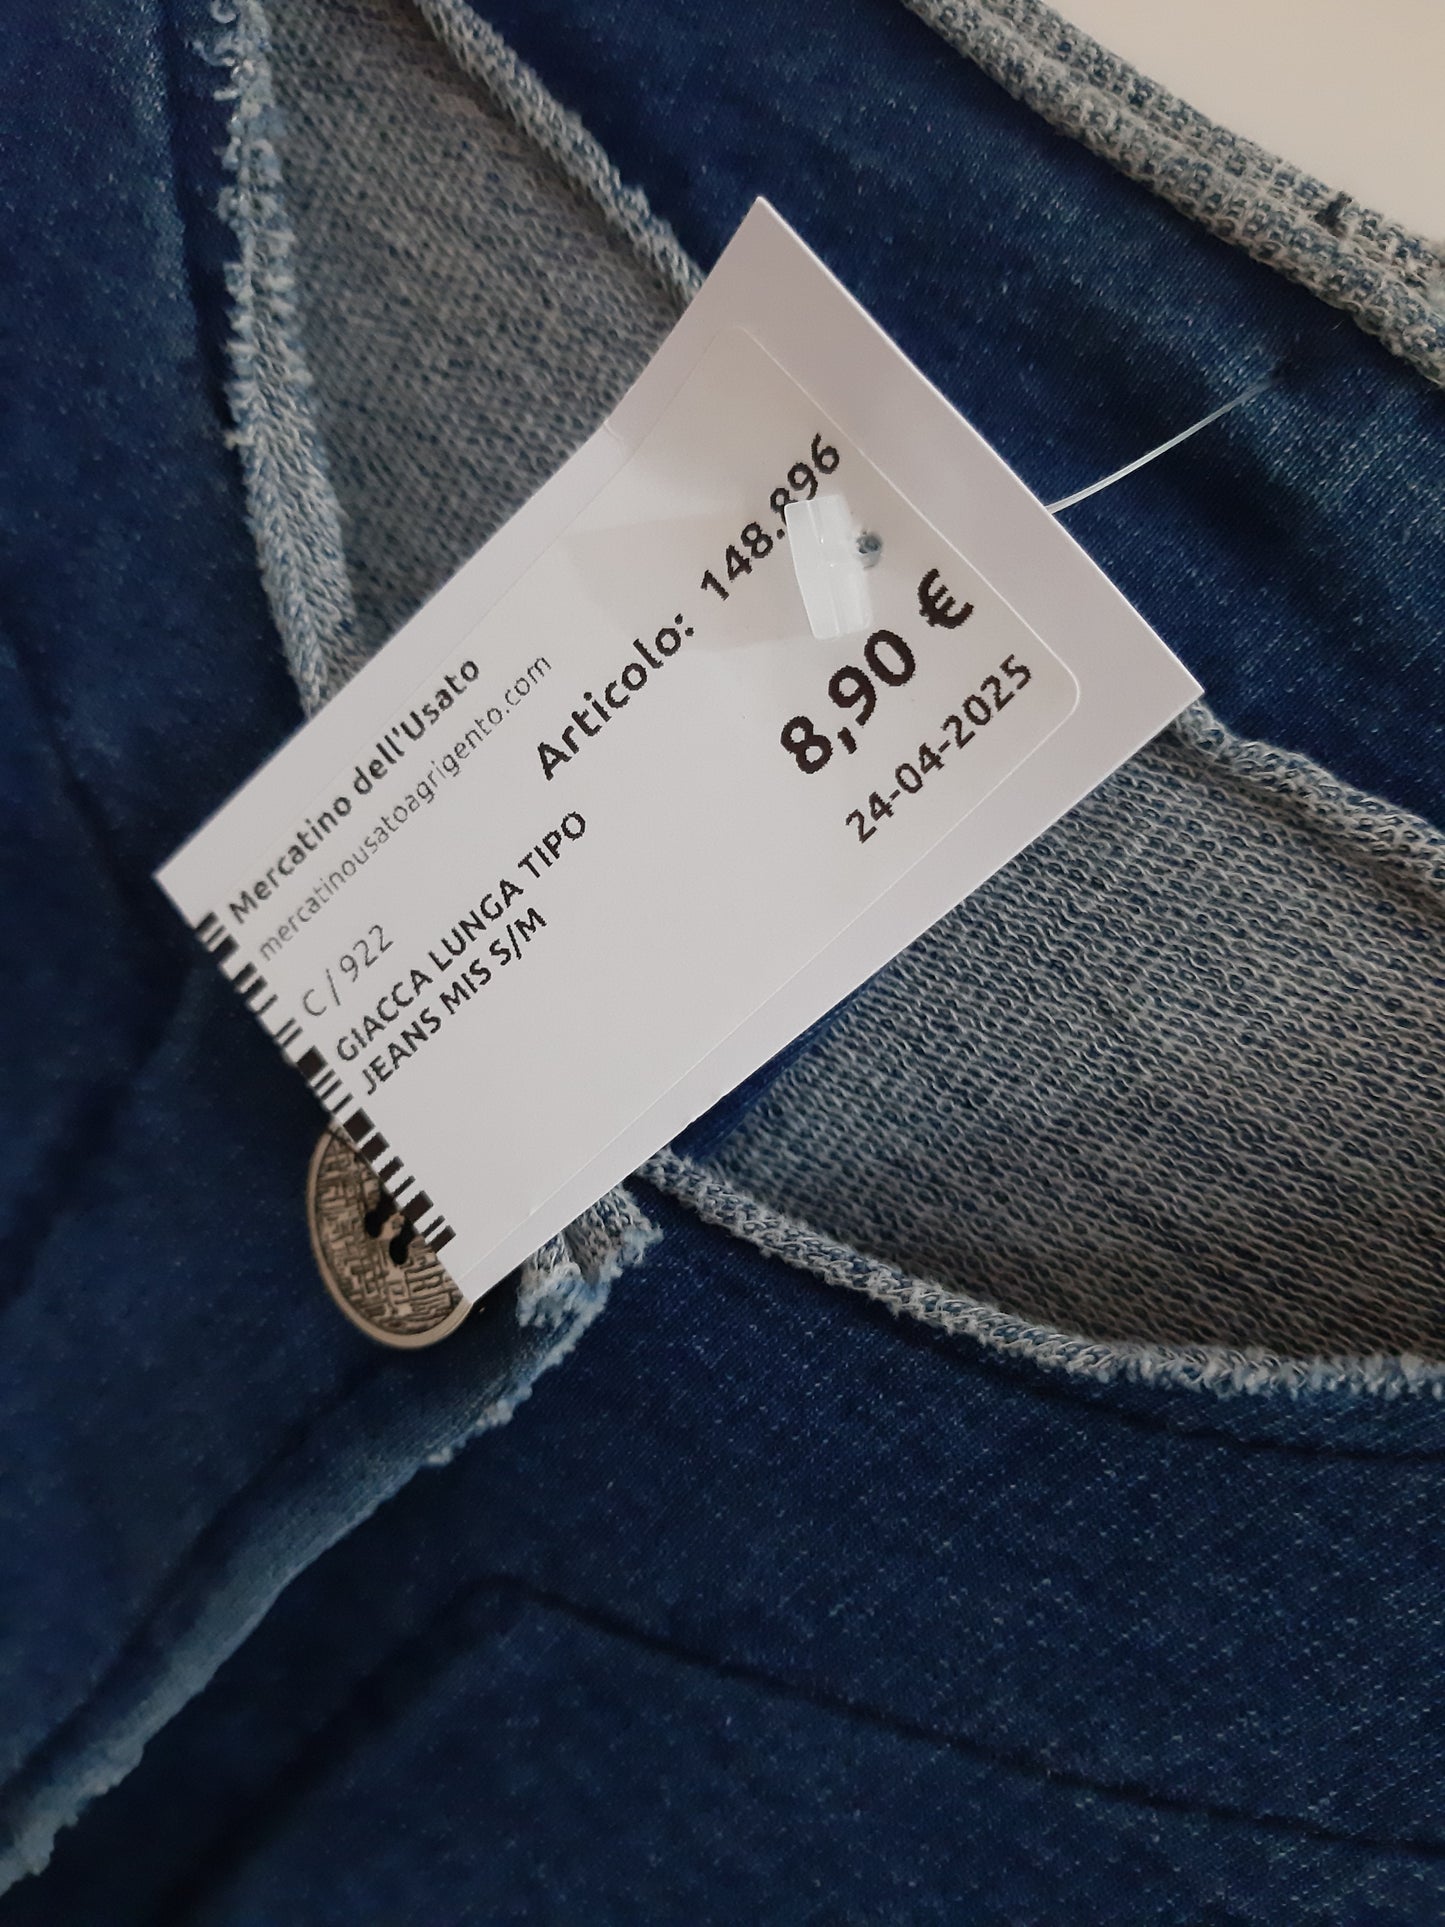 Mercatino dell'Usato
mercatinousatoagrigento.com
Articolo: 148.896
C / 922
GIACCA LUNGA TIPO
JEANS MIS S/M
8,90 €
24-04-2025